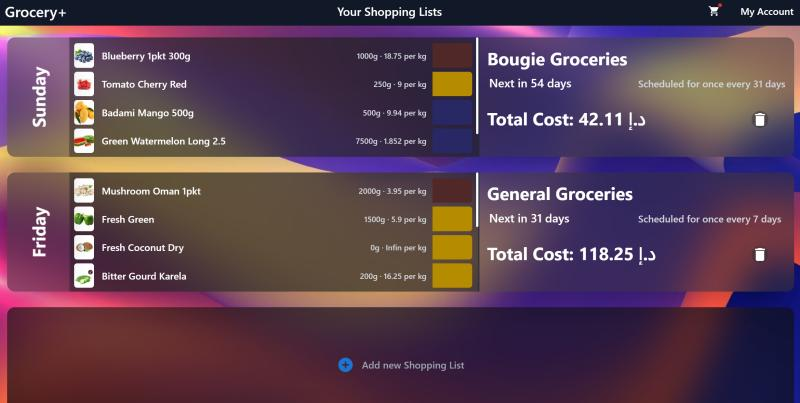 Grocery+
Your Shopping Lists
My Account
Sunday
Blueberry 1pkt 300g
1000g · 18.75 per kg
Tomato Cherry Red
250g · 9 per kg
Badami Mango 500g
500g · 9.94 per kg
Green Watermelon Long 2.5
7500g · 1.852 per kg
Bougie Groceries
Next in 54 days
Scheduled for once every 31 days
Total Cost: 42.11 د.إ
Friday
Mushroom Oman 1pkt
2000g · 3.95 per kg
Fresh Green
1500g · 5.9 per kg
Fresh Coconut Dry
0g · Infin per kg
Bitter Gourd Karela
200g · 16.25 per kg
General Groceries
Next in 31 days
Scheduled for once every 7 days
Total Cost: 118.25 د.إ
Add new Shopping List